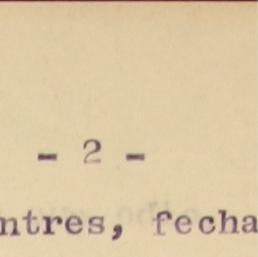 - 2 -
ntres, fecha